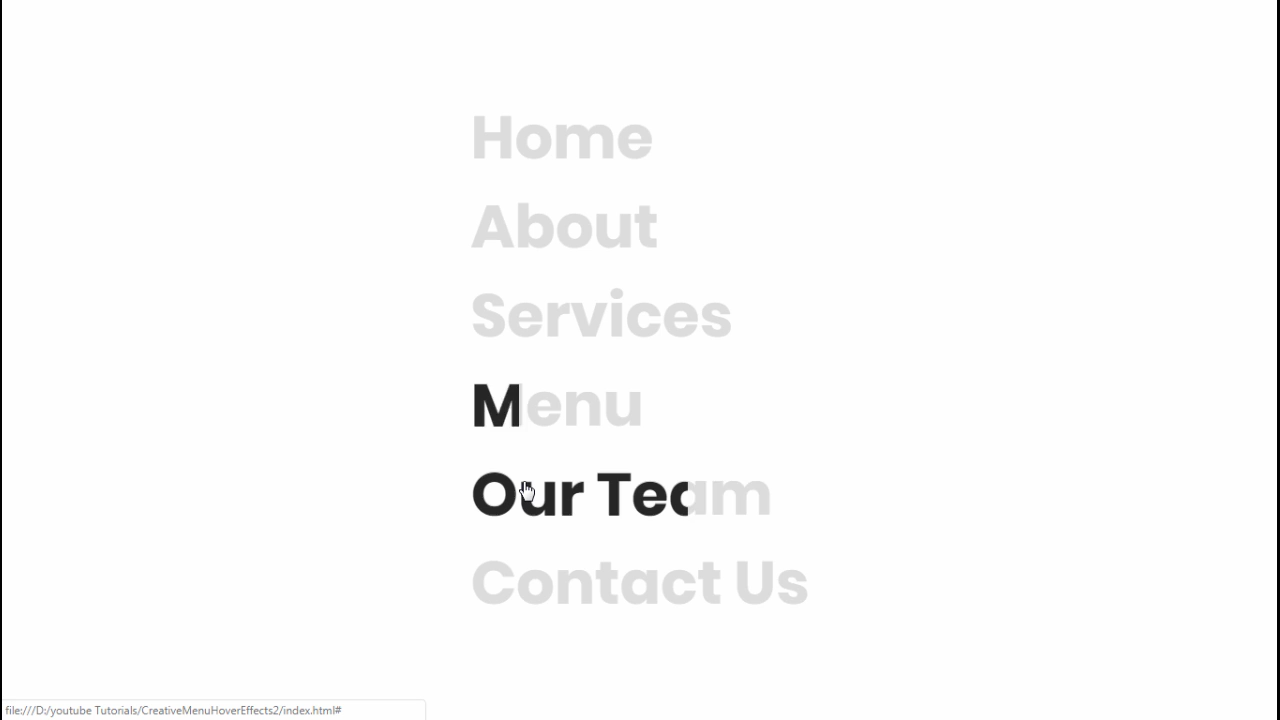 Home
About
Services
Menu
Our Team
Contact Us
file:///D:/youtube Tutorials/CreativeMenuHoverEffects2/index.html#